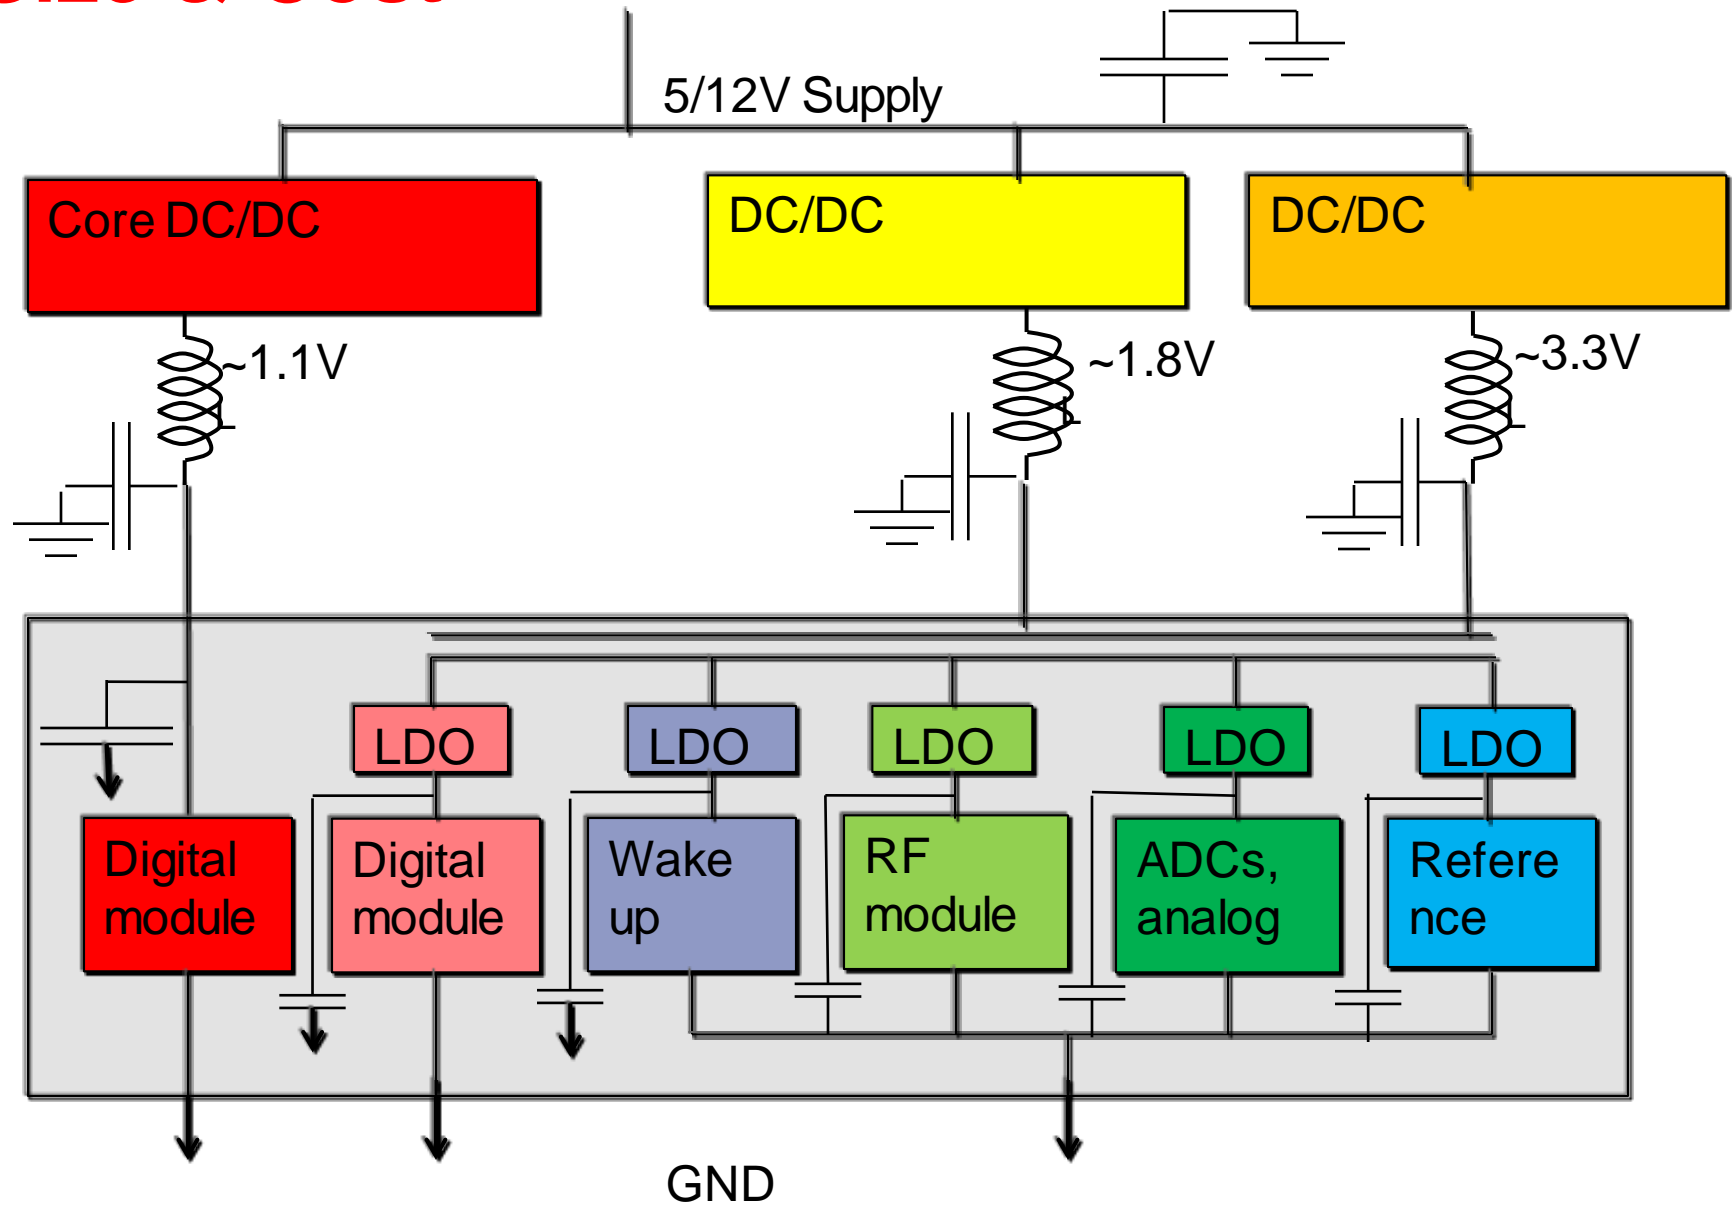 5/12V Supply
Core DC/DC
DC/DC
DC/DC
~1.1V
~1.8V
~3.3V
L
L
L
LDO
LDO
LDO
LDO
LDO
Digital
module
Digital
module
Wake
up
RF
module
ADCs,
analog
Refere
nce
GND